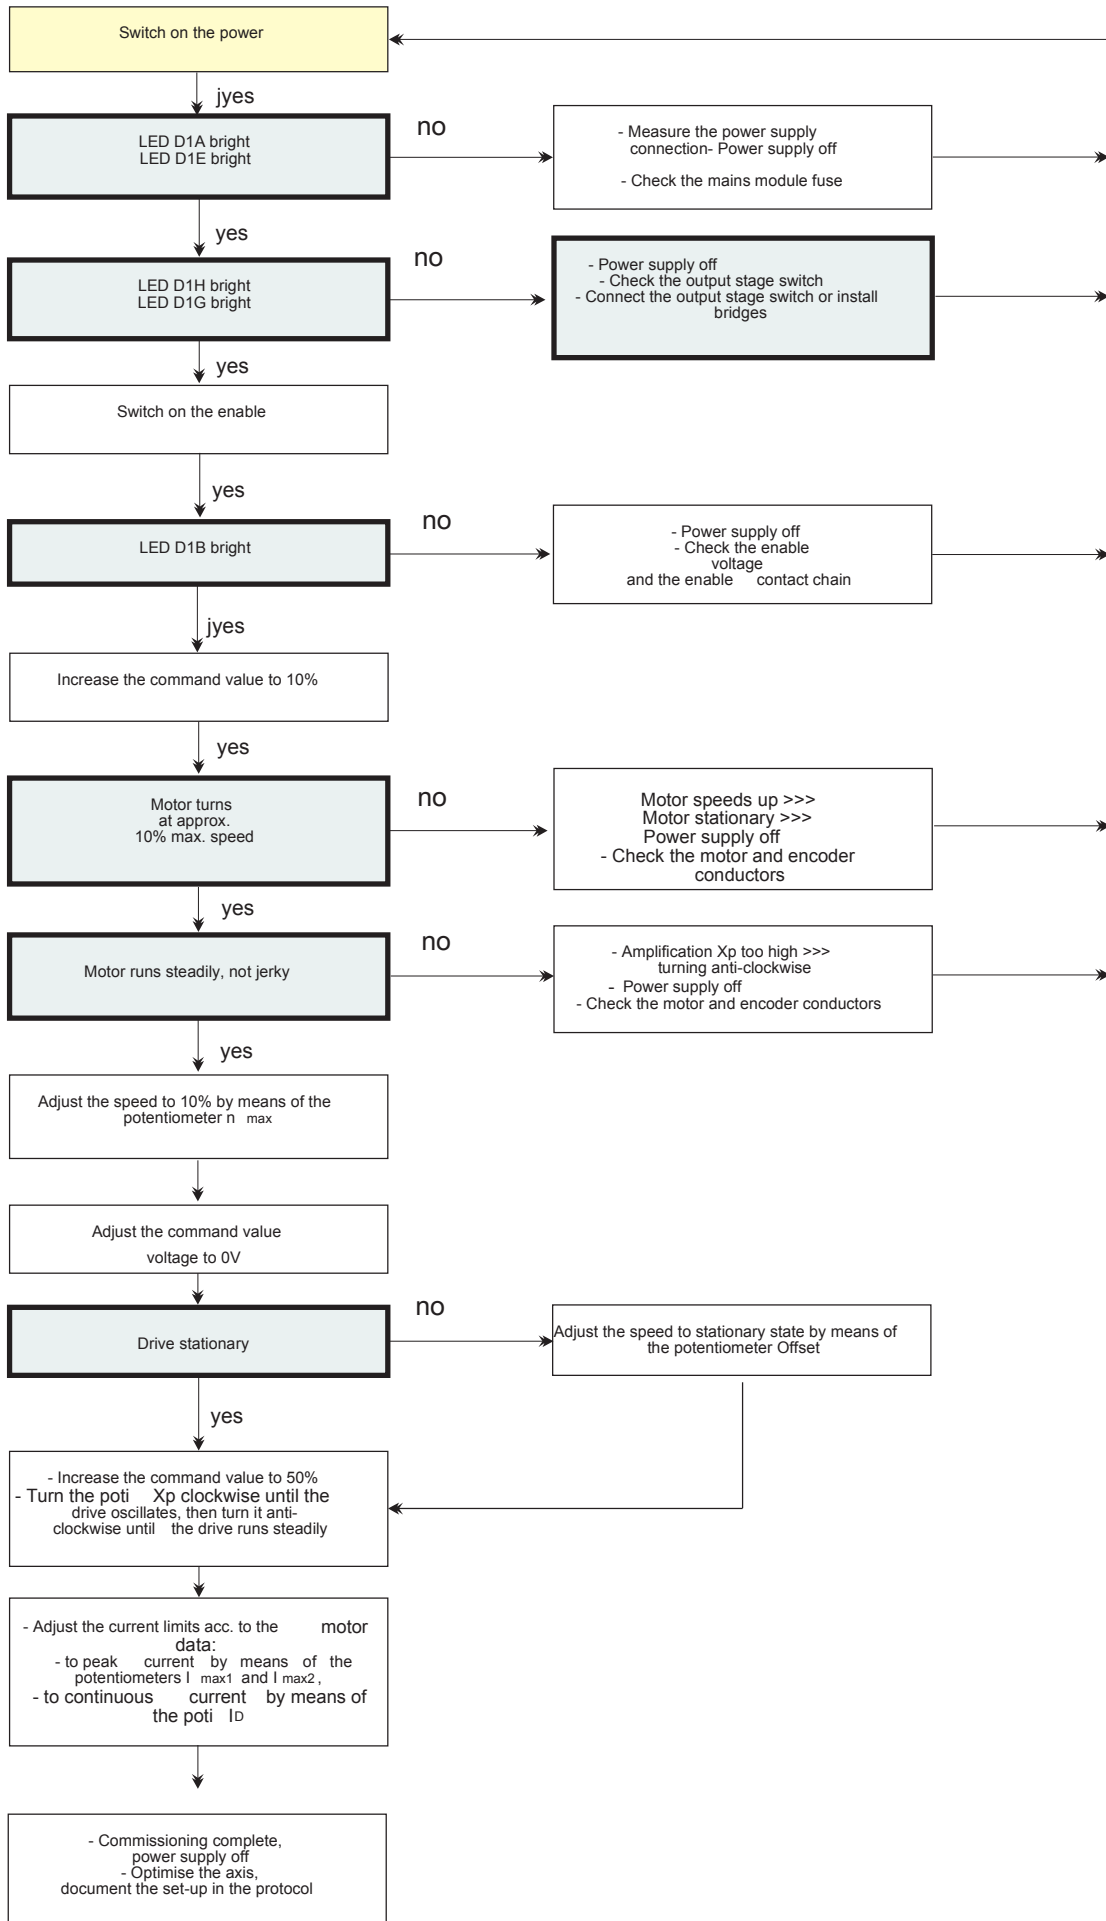 Switch on the power
jyes
LED D1A bright
LED D1E bright
no
- Measure the power supply
connection- Power supply off
- Check the mains module fuse
yes
LED D1H bright
LED D1G bright
no
- Power supply off
- Check the output stage switch
- Connect the output stage switch or install
bridges
yes
Switch on the enable
yes
LED D1B bright
no
- Power supply off
- Check the enable
voltage
and the enable contact chain
jyes
Increase the command value to 10%
yes
Motor turns
at approx.
10% max. speed
no
Motor speeds up >>>
Motor stationary >>>
Power supply off
- Check the motor and encoder
conductors
yes
Motor runs steadily, not jerky
no
- Amplification Xp too high >>>
turning anti-clockwise
- Power supply off
- Check the motor and encoder conductors
yes
Adjust the speed to 10% by means of the
potentiometer n max
Adjust the command value
voltage to 0V
Drive stationary
no
Adjust the speed to stationary state by means of
the potentiometer Offset
yes
- Increase the command value to 50%
- Turn the poti Xp clockwise until the
drive oscillates, then turn it anti-
clockwise until the drive runs steadily
- Adjust the current limits acc. to the motor
data:
- to peak current by means of the
potentiometers I max1 and I max2,
- to continuous current by means of
the poti ID
- Commissioning complete,
power supply off
- Optimise the axis,
document the set-up in the protocol